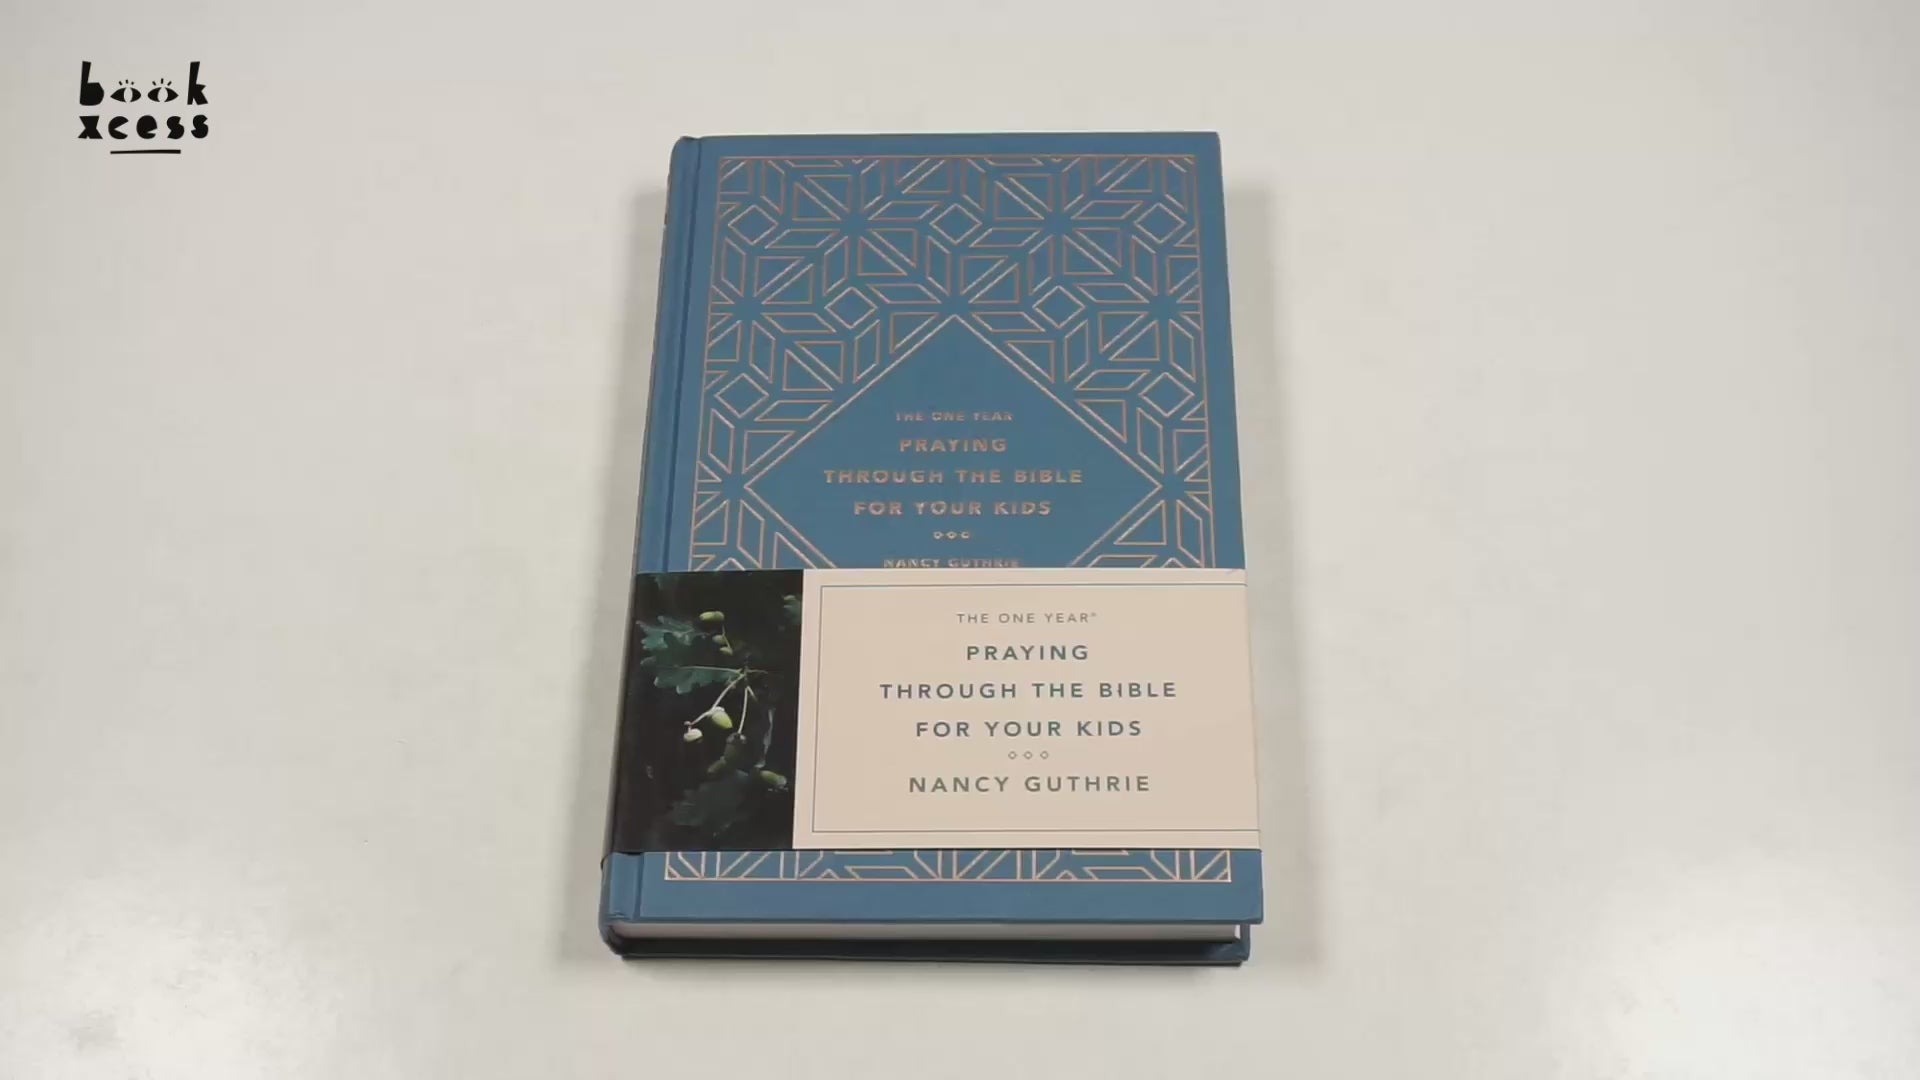 book
xcess
THE ONE YEAR
PRAYING
THROUGH THE BIBLE
FOR YOUR KIDS
NANCY GUTHRIE
THE ONE YEAR®
PRAYING
THROUGH THE BIBLE
FOR YOUR KIDS
NANCY GUTHRIE